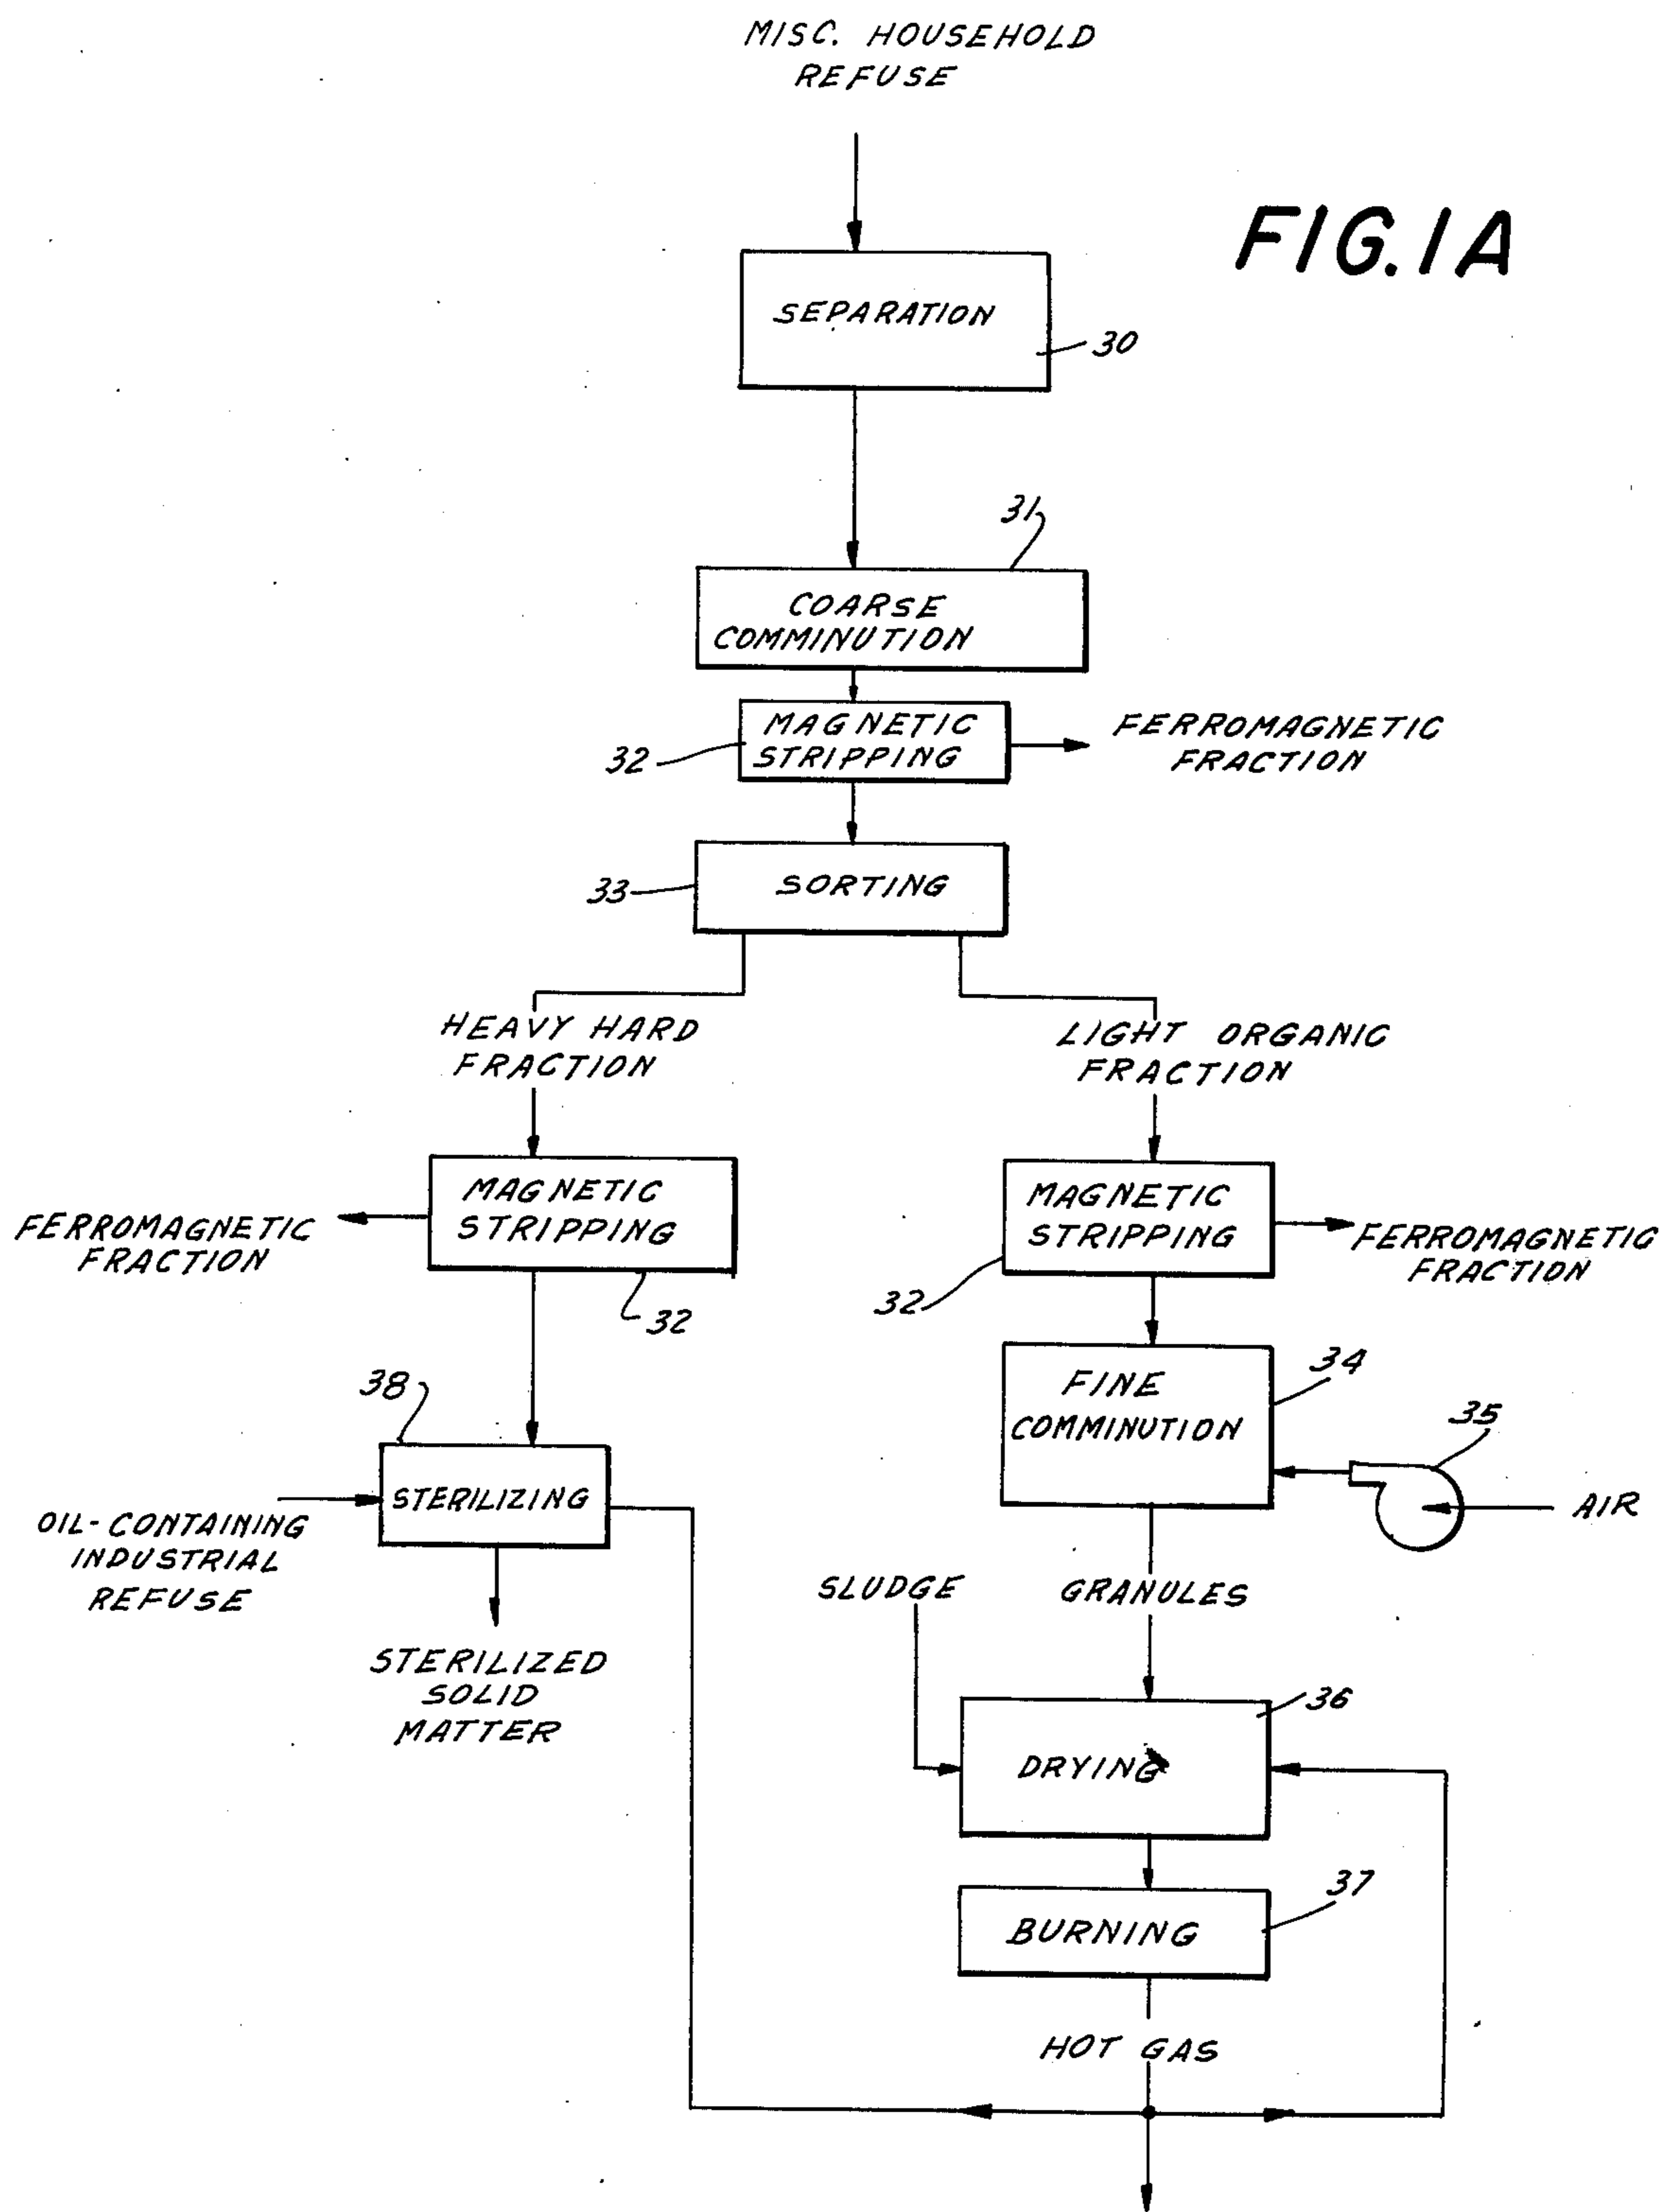 MISC. HOUSEHOLD
REFUSE
FIG.1A
SEPARATION
30
31
COARSE
COMMINUTION
MAGNETIC
STRIPPING
32
FERROMAGNETIC
FRACTION
SORTING
33
HEAVY HARD
FRACTION
LIGHT ORGANIC
FRACTION
MAGNETIC
STRIPPING
32
FERROMAGNETIC
FRACTION
MAGNETIC
STRIPPING
32
FERROMAGNETIC
FRACTION
FINE
COMMINUTION
34
35
AIR
38
STERILIZING
OIL-CONTAINING
INDUSTRIAL
REFUSE
STERILIZED
SOLID
MATTER
SLUDGE
GRANULES
36
DRYING
37
BURNING
HOT GAS